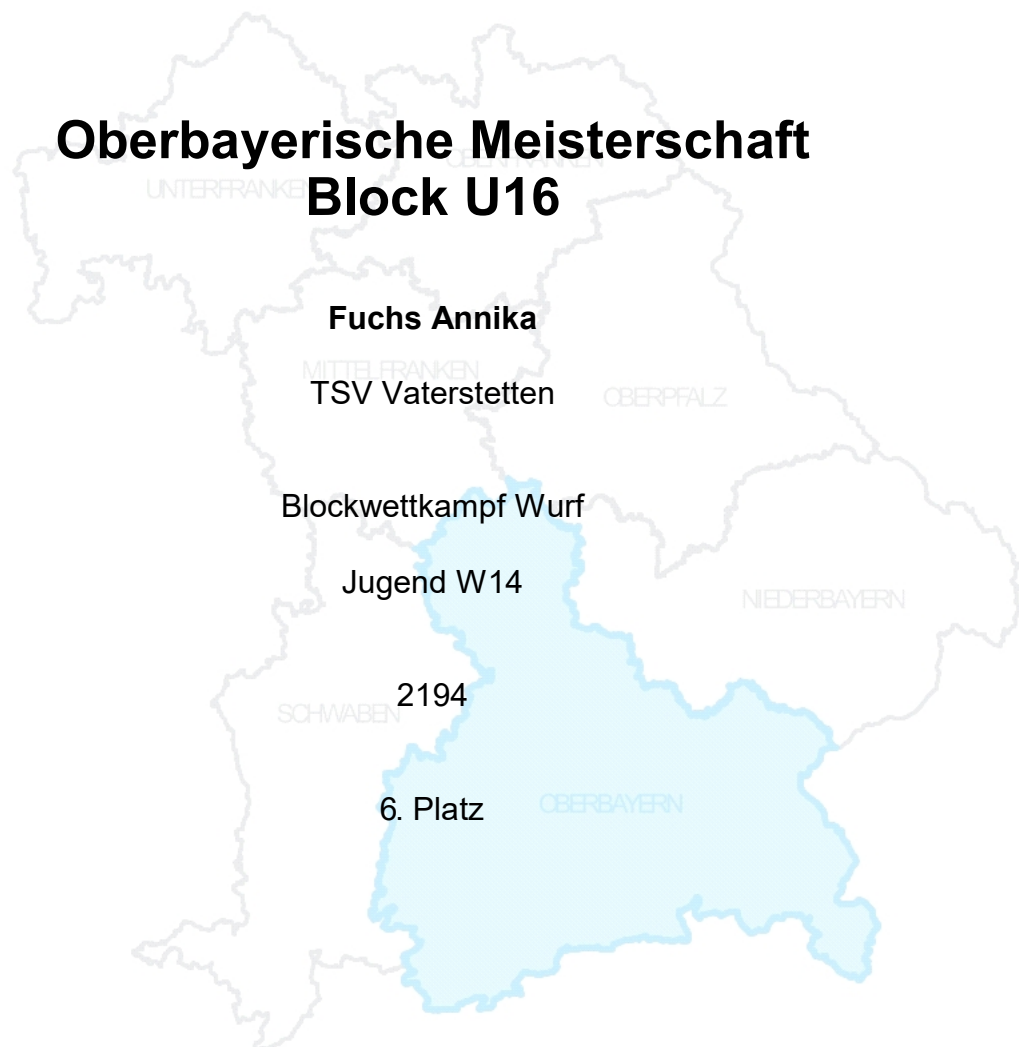 Oberbayerische Meisterschaft
OBERFRANKEN
UNTERFRANKEN
Block U16
Fuchs Annika
MITTELFRANKEN
TSV Vaterstetten
OBERPFALZ
Blockwettkampf Wurf
Jugend W14
NIEDERBAYERN
2194
SCHWABEN
6. Platz
OBERBAYERN